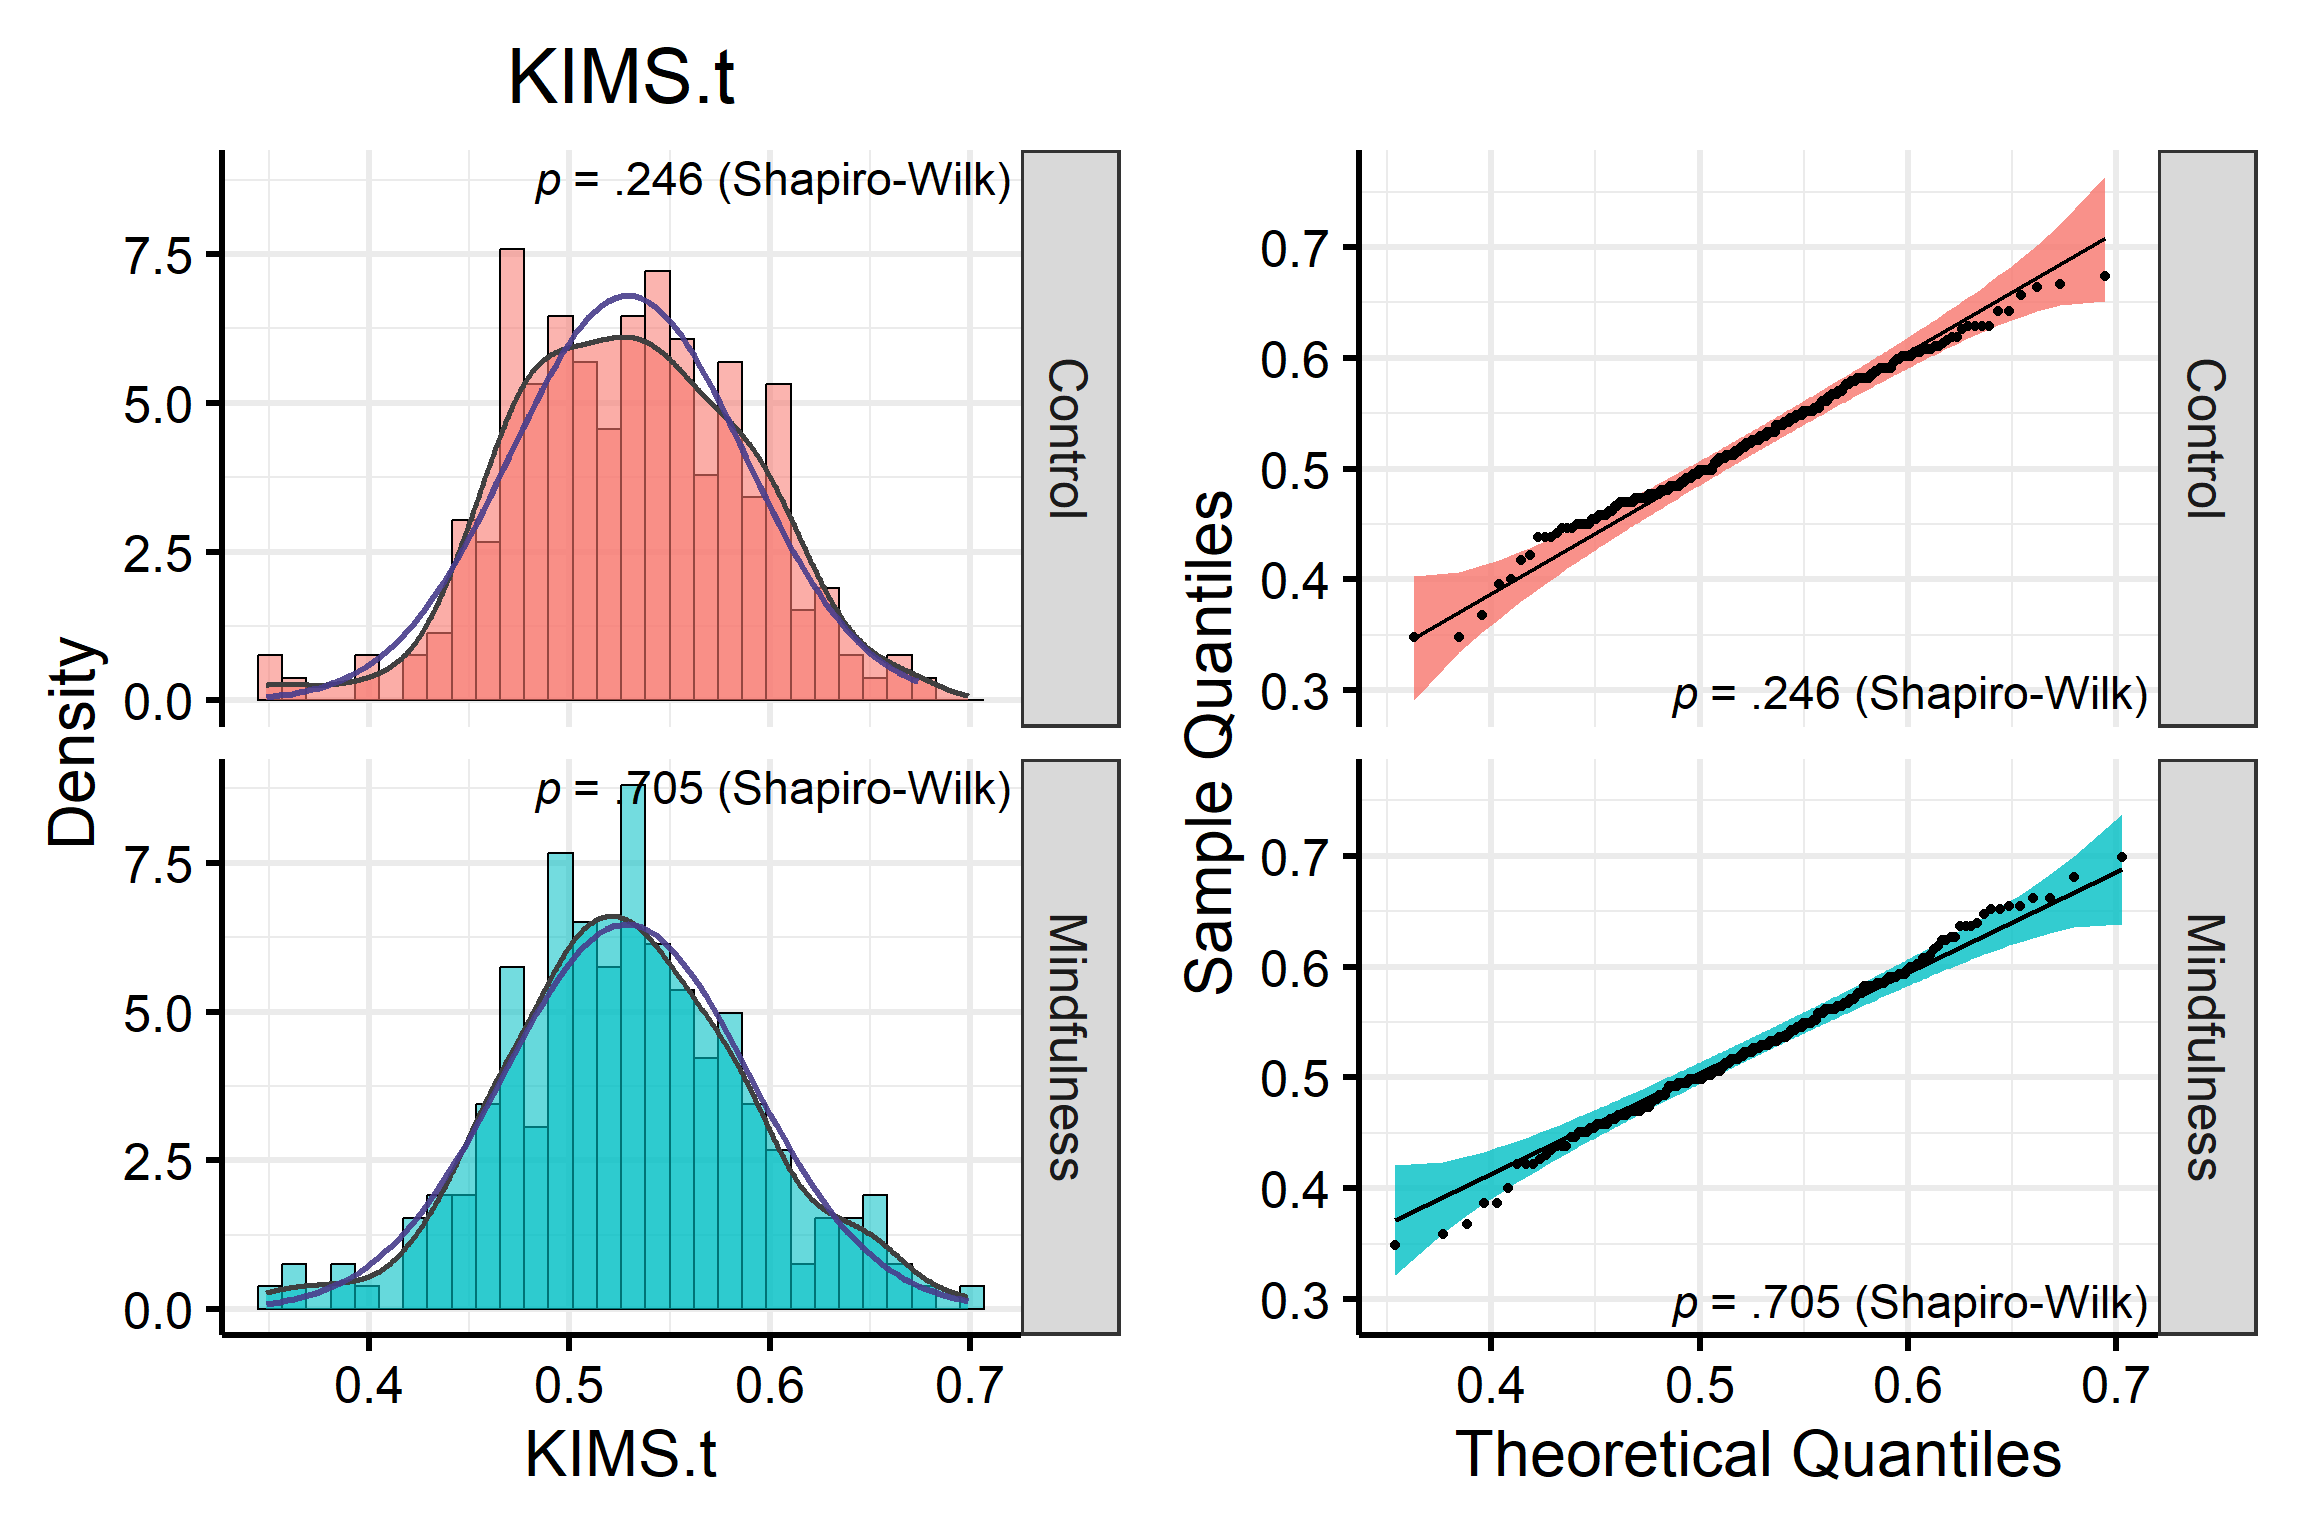 KIMS.t
p = .246 (Shapiro-Wilk)
7.5
5.0
2.5
0.0
Control
p = .705 (Shapiro-Wilk)
7.5
5.0
2.5
0.0
Mindfulness
Density
0.4 0.5 0.6 0.7
KIMS.t
0.7
0.6
0.5
0.4
0.3
p = .246 (Shapiro-Wilk)
Control
0.7
0.6
0.5
0.4
0.3
p = .705 (Shapiro-Wilk)
Mindfulness
Sample Quantiles
0.4 0.5 0.6 0.7
Theoretical Quantiles